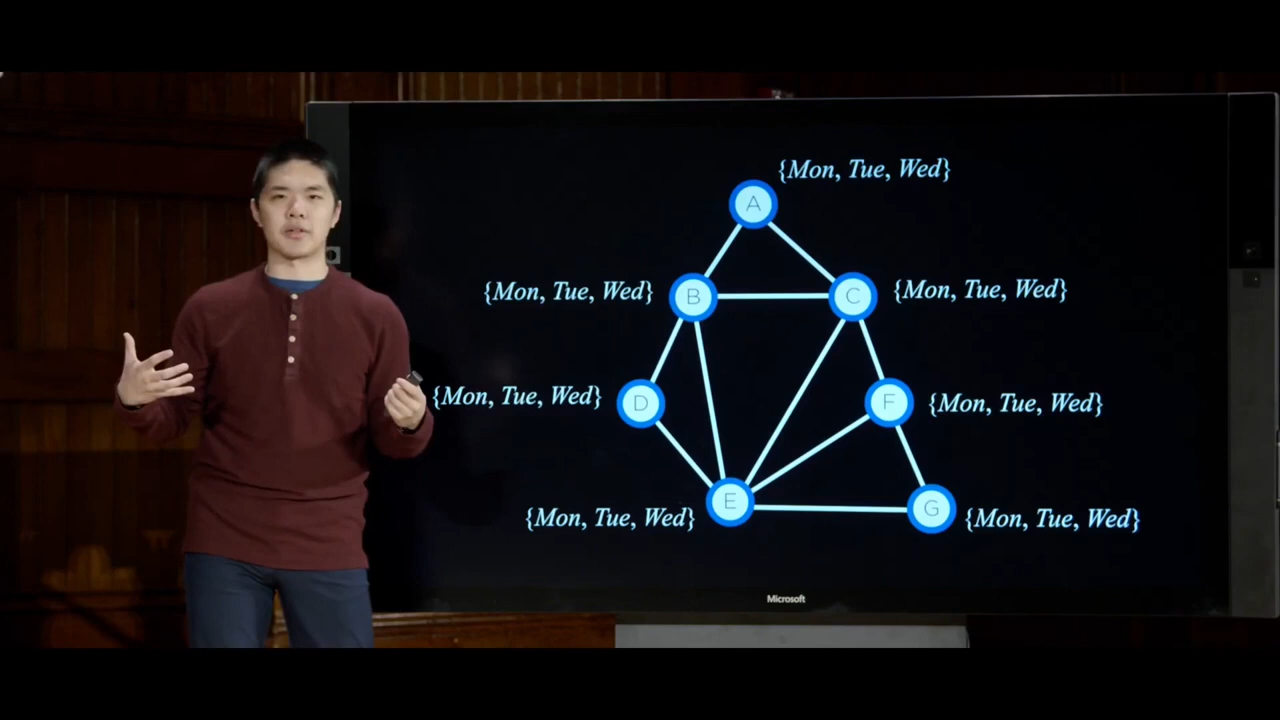 {Mon, Tue, Wed}
A
{Mon, Tue, Wed}
B
C
{Mon, Tue, Wed}
{Mon, Tue, Wed}
D
F
{Mon, Tue, Wed}
{Mon, Tue, Wed}
E
G
{Mon, Tue, Wed}
Microsoft